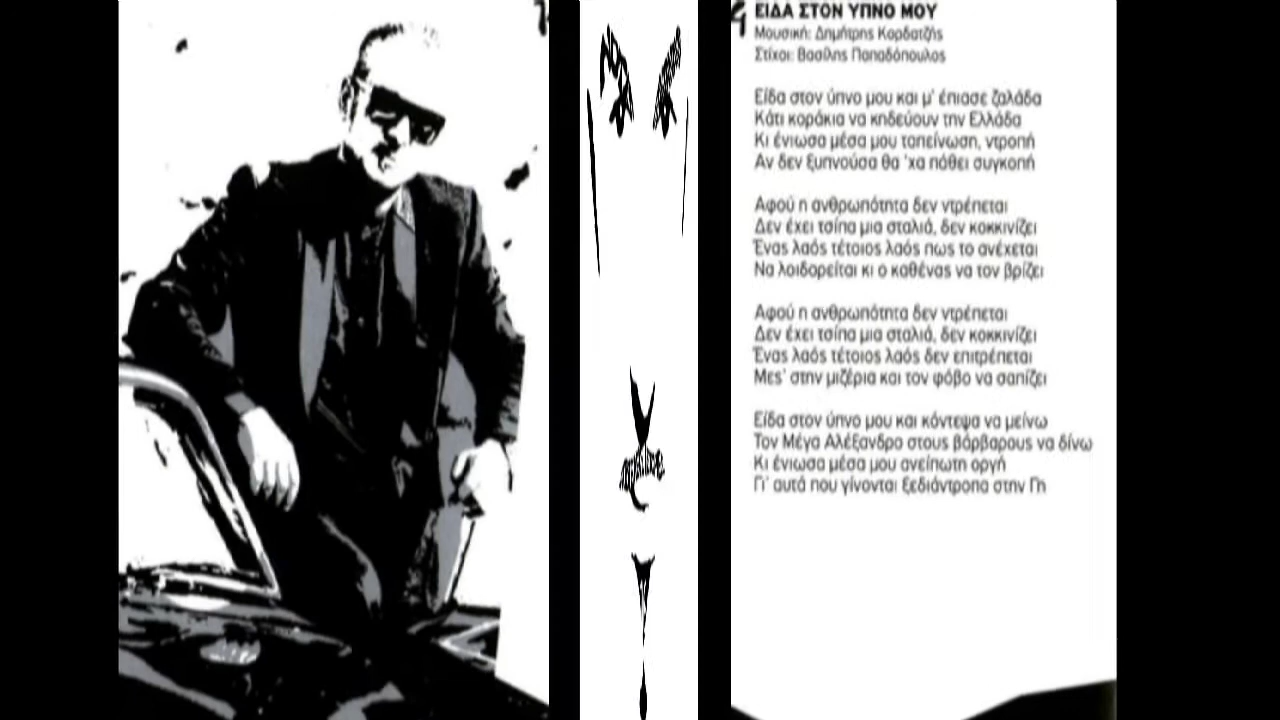 ΕΙΔΑ ΣΤΟΝ ΥΠΝΟ ΜΟΥ
Μουσική: Δημήτρης Κορδατζής
Στίχοι: Βασίλης Παπαδόπουλος
Είδα στον ύπνο μου και μ' έπιασε ζαλάδα
Κάτι κοράκια να κηδεύουν την Ελλάδα
Κι ένιωσα μέσα μου ταπείνωση, ντροπή
Αν δεν ξυπνούσα θα 'χα πάθει συγκοπή
Αφού η ανθρωπότητα δεν ντρέπεται
Δεν έχει τσίπα μια σταλιά, δεν κοκκινίζει
Ένας λαός τέτοιος λαός πως το ανέχεται
Να λοιδορείται κι ο καθένας να τον βρίζει
Αφού η ανθρωπότητα δεν ντρέπεται
Δεν έχει τσίπα μια σταλιά, δεν κοκκινίζει
Ένας λαός τέτοιος λαός δεν επιτρέπεται
Μες' στην μιζέρια και τον φόβο να σαπίζει
Είδα στον ύπνο μου και κόντεψα να μείνω
Τον Μέγα Αλέξανδρο στους βάρβαρους να δίνω
Κι ένιωσα μέσα μου ανείπωτη οργή
Γι' αυτά που γίνονται ξεδιάντροπα στην Γη